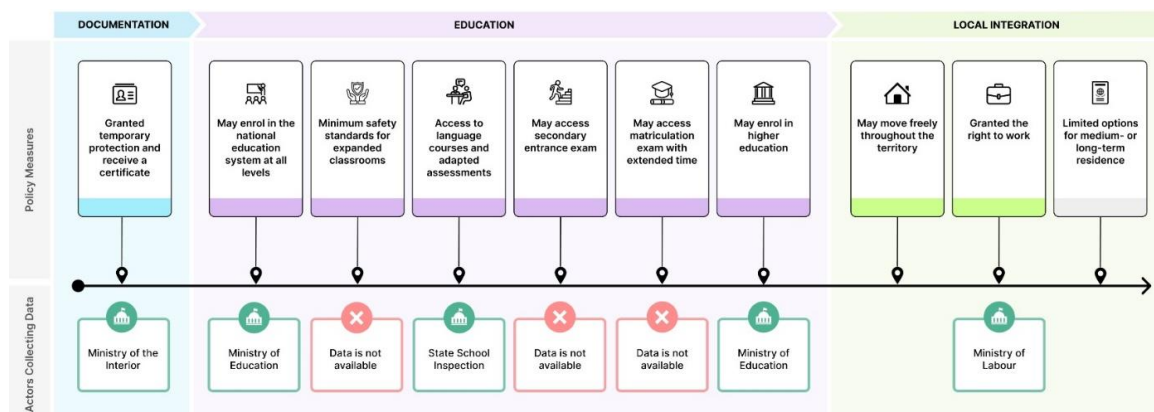 DOCUMENTATION
EDUCATION
LOCAL INTEGRATION
Policy Measures
Granted
temporary
protection and
receive a
certificate
May enrol in the
national
education
system at all
levels
Minimum safety
standards for
expanded
classrooms
Access to
language
courses and
adapted
assessments
May access
secondary
entrance exam
May access
matriculation
exam with
extended time
May enrol in
higher
education
May move freely
throughout the
territory
Granted the
right to work
Limited options
for medium- or
long-term
residence
Actors Collecting Data
Ministry of the
Interior
Ministry of
Education
Data is not
available
State School
Inspection
Data is not
available
Data is not
available
Ministry of
Education
Ministry of
Labour